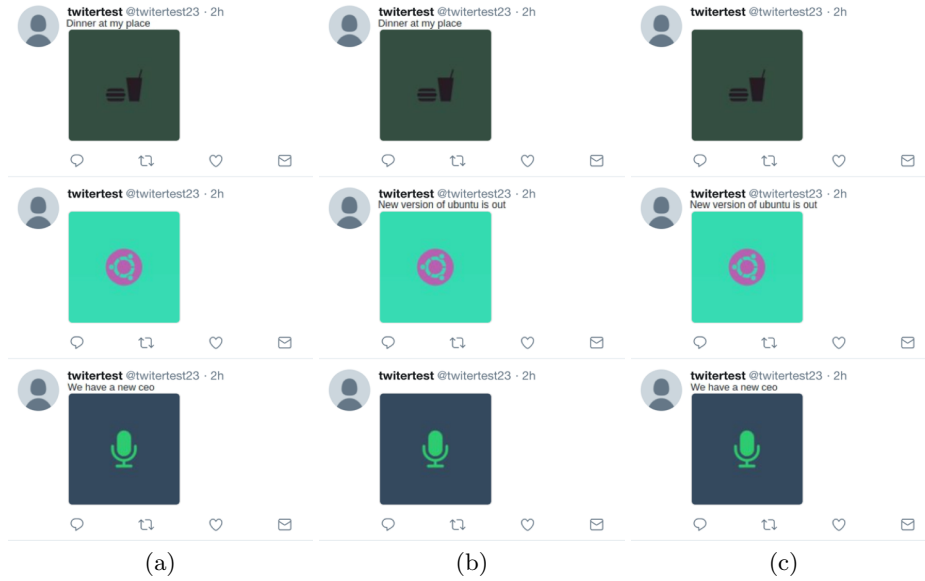 twitertest @twitertest23 · 2h
Dinner at my place
twitertest @twitertest23 · 2h
twitertest @twitertest23 · 2h
We have a new ceo
(a)
twitertest @twitertest23 · 2h
Dinner at my place
twitertest @twitertest23 · 2h
New version of ubuntu is out
twitertest @twitertest23 · 2h
(b)
twitertest @twitertest23 · 2h
twitertest @twitertest23 · 2h
New version of ubuntu is out
twitertest @twitertest23 · 2h
We have a new ceo
(c)